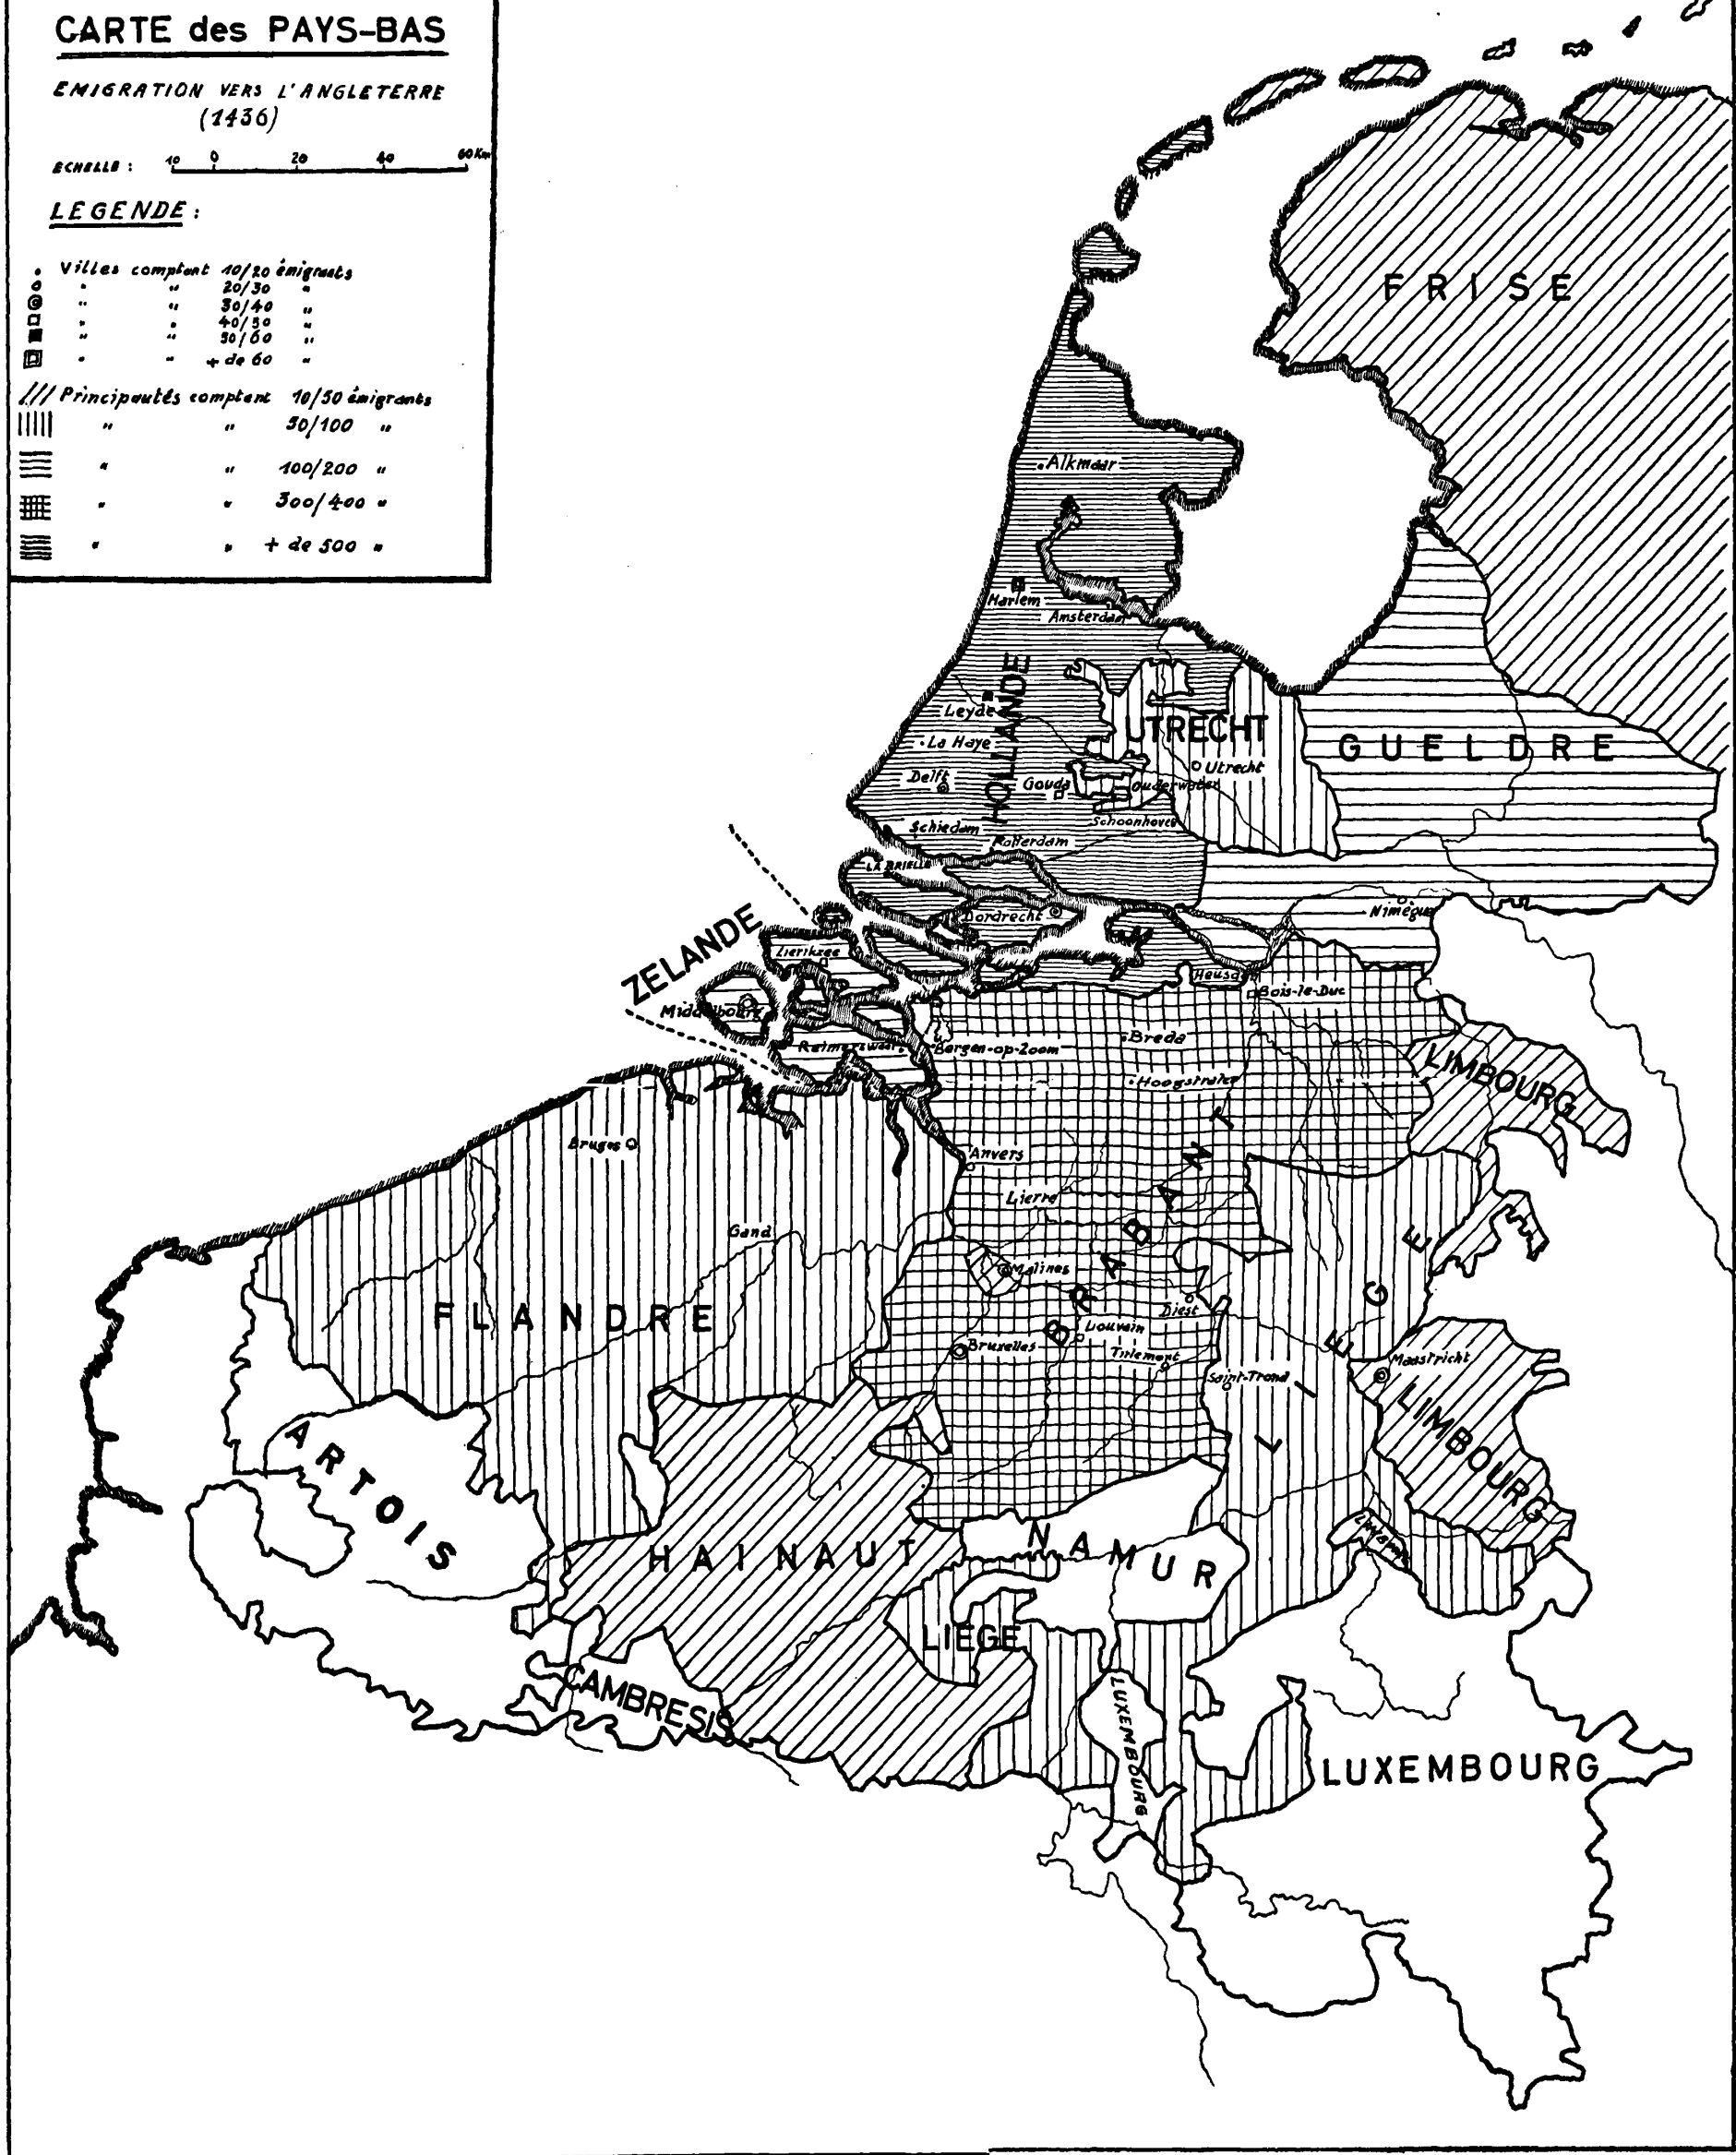 CARTE des PAYS-BAS
EMIGRATION VERS L'ANGLETERRE
(1436)
ECHELLE : 10 0 20 40 60 Km
LEGENDE :
Villes comptant 10/20 émigrants
" " 20/30 "
" " 30/40 "
" " 40/50 "
" " 50/60 "
" " + de 60 "
Principautés comptant 10/50 émigrants
" " 50/100 "
" " 100/200 "
" " 300/400 "
" " + de 500 "
FRISE
Alkmaar
Harlem
Amsterdam
HOLLANDE
Leyde
UTRECHT
La Haye
GUELDRE
Utrecht
Delft
Gouda
Ouderwater
Schoonhoven
Schiedam
Rotterdam
LA BRIELLE
Dordrecht
Nimègue
ZELANDE
Zierikzee
Heusden
Bois-le-Duc
Middelbourg
Reimerswaal
Bergen-op-Zoom
Breda
LIMBOURG
Hoogstraten
Bruges
Anvers
Lierre
BRABANT
Gand
Malines
LIEGE
Diest
FLANDRE
Louvain
Bruxelles
Tirlemont
Maastricht
Saint-Trond
LIMBOURG
ARTOIS
HAINAUT
NAMUR
LIEGE
CAMBRESIS
LUXEMBOURG
LUXEMBOURG